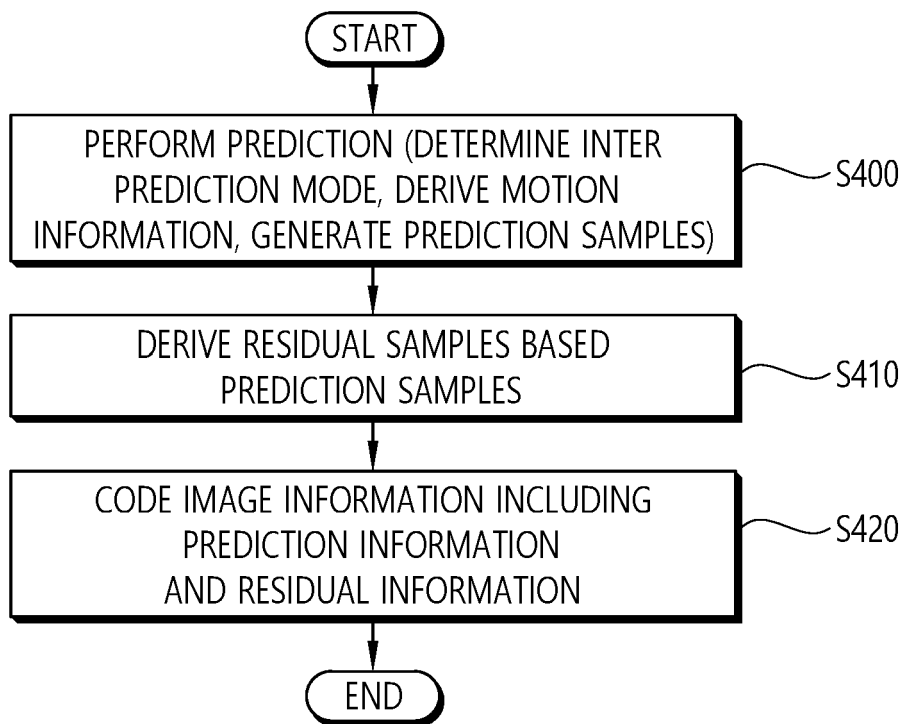 START
PERFORM PREDICTION (DETERMINE INTER
PREDICTION MODE, DERIVE MOTION
INFORMATION, GENERATE PREDICTION SAMPLES)
S400
DERIVE RESIDUAL SAMPLES BASED
PREDICTION SAMPLES
S410
CODE IMAGE INFORMATION INCLUDING
PREDICTION INFORMATION
AND RESIDUAL INFORMATION
S420
END